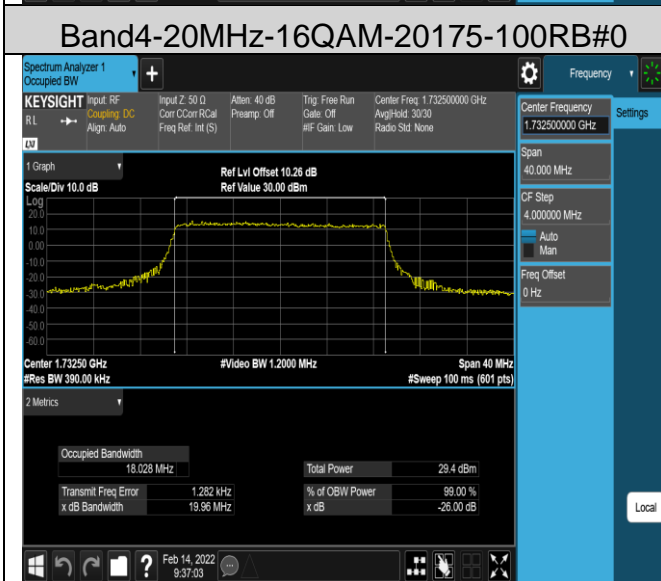 Band4-20MHz-16QAM-20175-100RB#0
Spectrum Analyzer 1
Occupied BW
+
Frequency
KEYSIGHT
RL
LXI
Input: RF
Coupling: DC
Align: Auto
Input Z: 50 Ω
Corr CCorr RCal
Freq Ref: Int (S)
Atten: 40 dB
Preamp: Off
Trig: Free Run
Gate: Off
#IF Gain: Low
Center Freq: 1.732500000 GHz
Avg|Hold: 30/30
Radio Std: None
Center Frequency
1.732500000 GHz
Settings
Span
40.000 MHz
CF Step
4.000000 MHz
Auto
Man
Freq Offset
0 Hz
1 Graph
Ref Lvl Offset 10.26 dB
Scale/Div 10.0 dB
Ref Value 30.00 dBm
Log
20.0
10.0
0.00
-10.0
-20.0
-30.0
-40.0
-50.0
-60.0
Center 1.73250 GHz
#Video BW 1.2000 MHz
Span 40 MHz
#Res BW 390.00 kHz
#Sweep 100 ms (601 pts)
2 Metrics
Occupied Bandwidth
18.028 MHz
Total Power 29.4 dBm
Transmit Freq Error 1.282 kHz
% of OBW Power 99.00 %
x dB Bandwidth 19.96 MHz
x dB -26.00 dB
Local
?
Feb 14, 2022
9:37:03